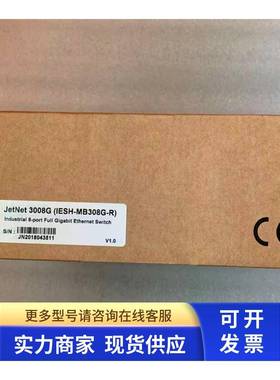 JetNet 3008G (IESH-MB308G-R)
Industrial 8-port Full Gigabit Ethernet Switch
S/N :
JN2018043811
V1.0
CE
更多型号请咨询在线客服
实力商家 现货供应
可开
发票